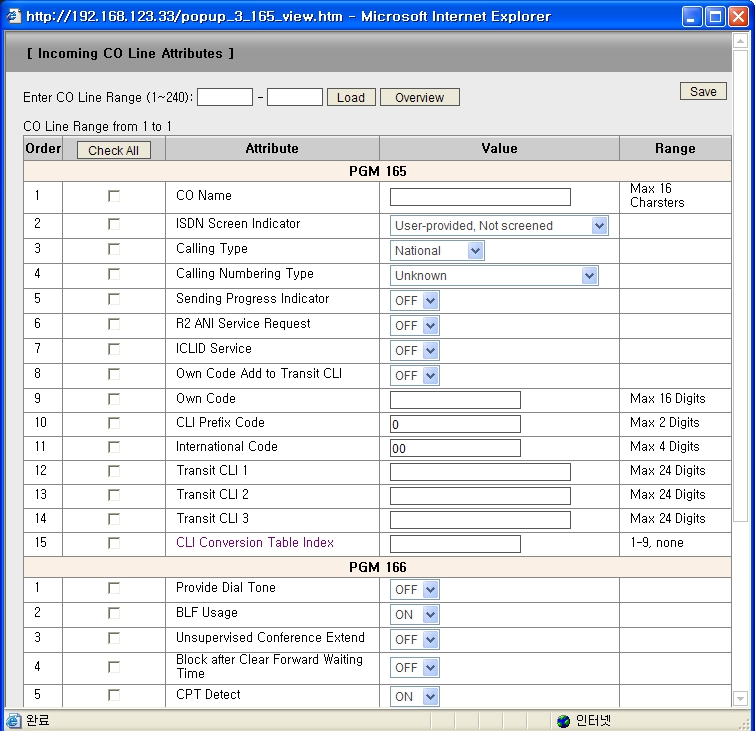 http://192.168.123.33/popup_3_165_view.htm - Microsoft Internet Explorer
[ Incoming CO Line Attributes ]
Enter CO Line Range (1~240): - Load Overview Save
CO Line Range from 1 to 1
Order Check All Attribute Value Range
PGM 165
1 CO Name Max 16 Charsters
2 ISDN Screen Indicator User-provided, Not screened
3 Calling Type National
4 Calling Numbering Type Unknown
5 Sending Progress Indicator OFF
6 R2 ANI Service Request OFF
7 ICLID Service OFF
8 Own Code Add to Transit CLI OFF
9 Own Code Max 16 Digits
10 CLI Prefix Code 0 Max 2 Digits
11 International Code 00 Max 4 Digits
12 Transit CLI 1 Max 24 Digits
13 Transit CLI 2 Max 24 Digits
14 Transit CLI 3 Max 24 Digits
15 CLI Conversion Table Index 1-9, none
PGM 166
1 Provide Dial Tone OFF
2 BLF Usage ON
3 Unsupervised Conference Extend OFF
4 Block after Clear Forward Waiting Time OFF
5 CPT Detect ON
완료 인터넷